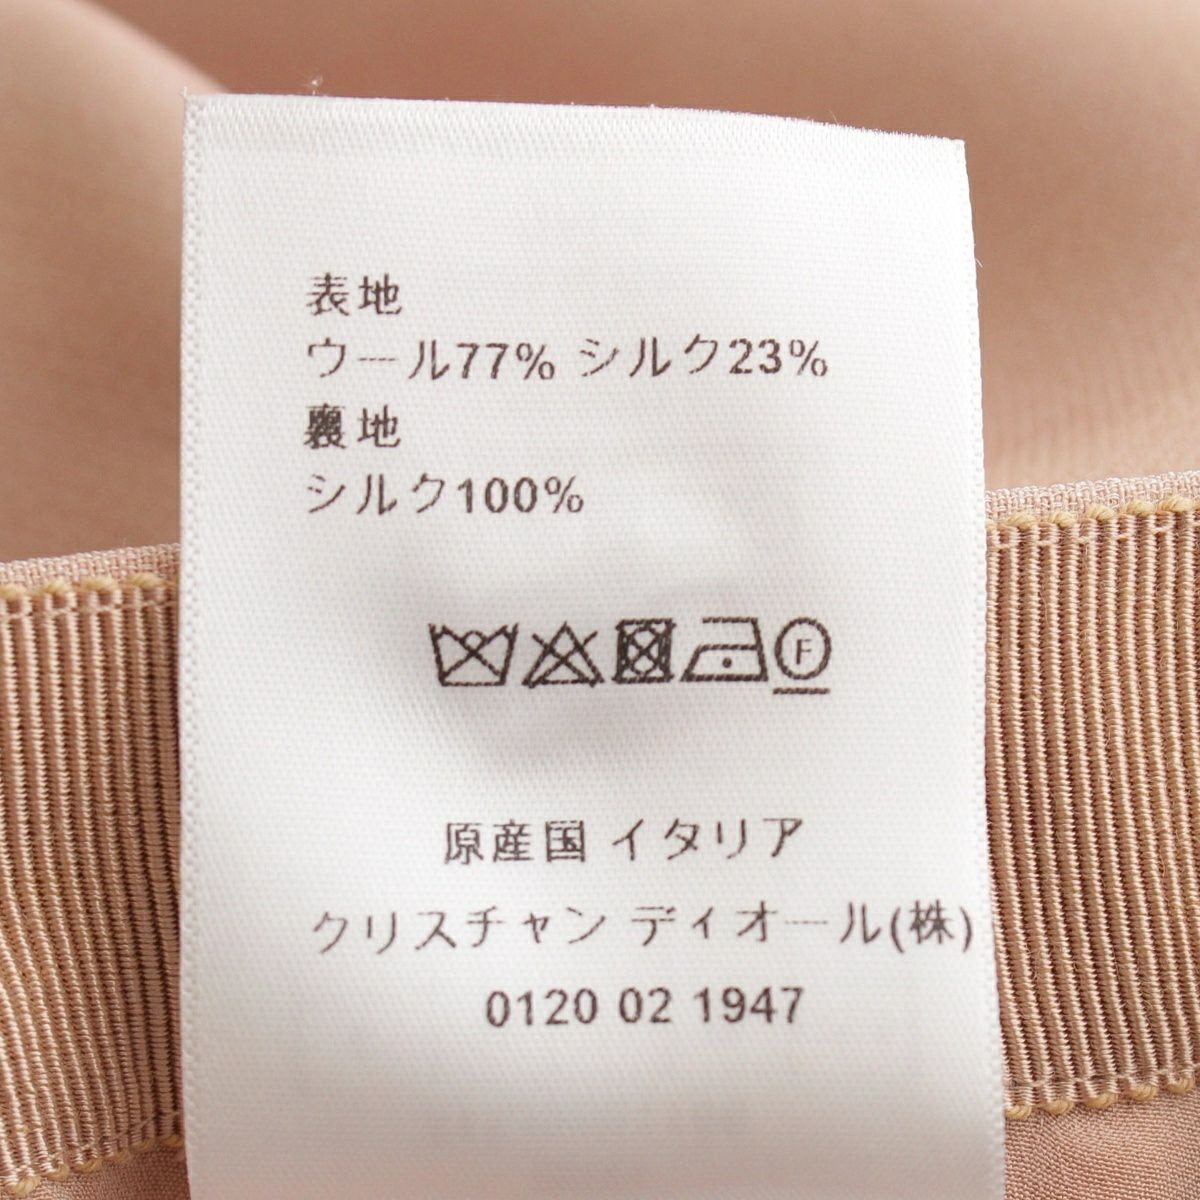 表地
ウール77% シルク23%
裏地
シルク100%
F
原産国 イタリア
クリスチャン ディオール(株)
0120 02 1947